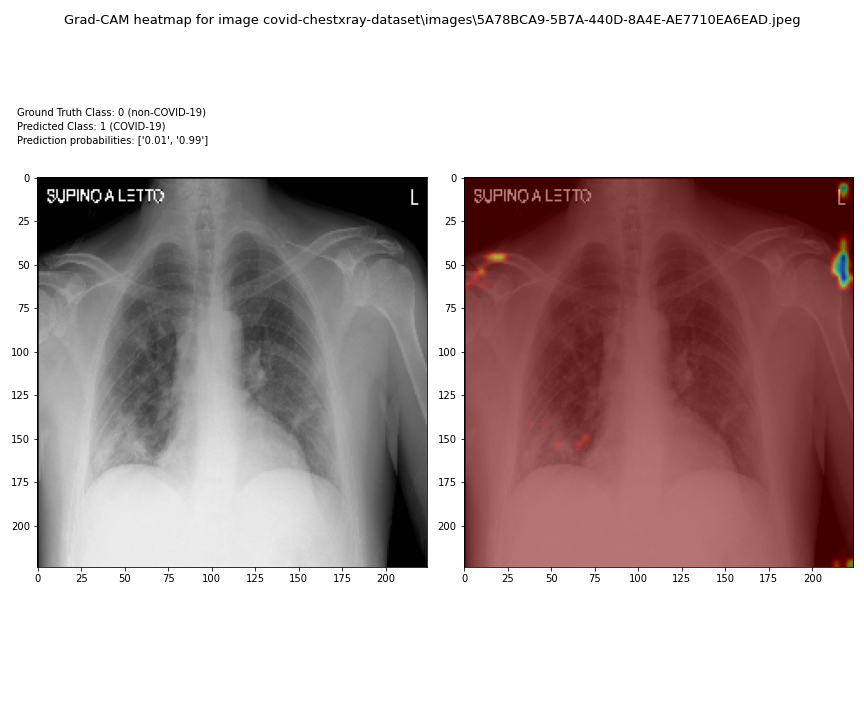 Grad-CAM heatmap for image covid-chestxray-dataset\images\5A78BCA9-5B7A-440D-8A4E-AE7710EA6EAD.jpeg
Ground Truth Class: 0 (non-COVID-19)
Predicted Class: 1 (COVID-19)
Prediction probabilities: ['0.01', '0.99']
SUPINO A LETTO L
SUPINO A LETTO L
0
25
50
75
100
125
150
175
200
0 25 50 75 100 125 150 175 200
0
25
50
75
100
125
150
175
200
0 25 50 75 100 125 150 175 200